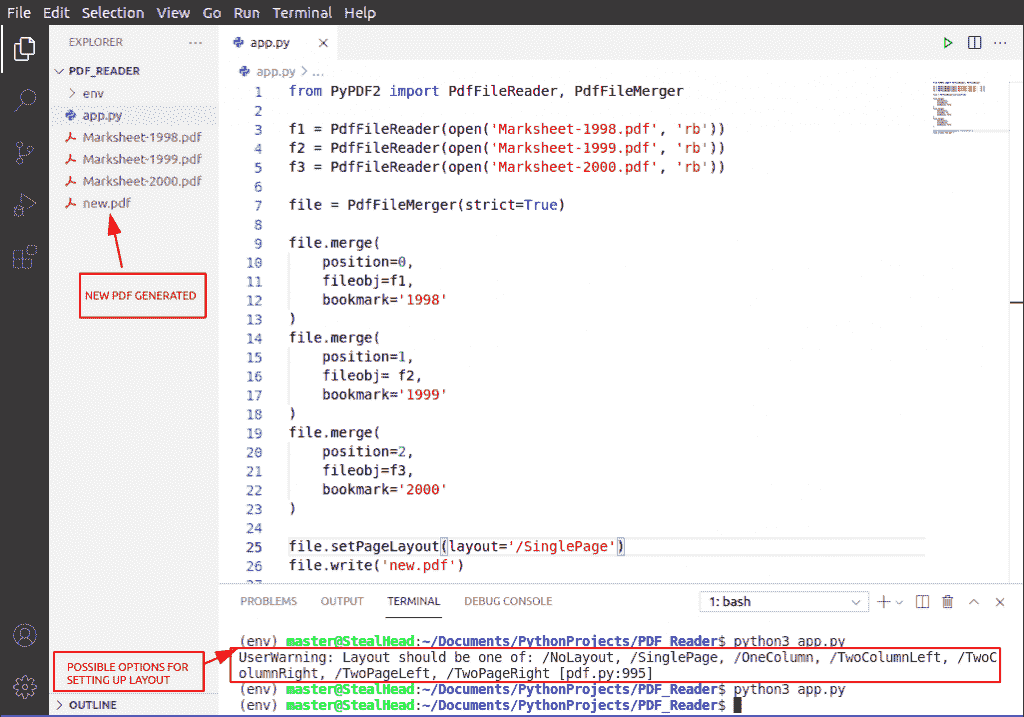 File Edit Selection View Go Run Terminal Help
EXPLORER
PDF_READER
env
app.py
Marksheet-1998.pdf
Marksheet-1999.pdf
Marksheet-2000.pdf
new.pdf
NEW PDF GENERATED
POSSIBLE OPTIONS FOR
SETTING UP LAYOUT
OUTLINE
app.py
app.py > ...
1 from PyPDF2 import PdfFileReader, PdfFileMerger
2
3 f1 = PdfFileReader(open('Marksheet-1998.pdf', 'rb'))
4 f2 = PdfFileReader(open('Marksheet-1999.pdf', 'rb'))
5 f3 = PdfFileReader(open('Marksheet-2000.pdf', 'rb'))
6
7 file = PdfFileMerger(strict=True)
8
9 file.merge(
10 position=0,
11 fileobj=f1,
12 bookmark='1998'
13 )
14 file.merge(
15 position=1,
16 fileobj= f2,
17 bookmark='1999'
18 )
19 file.merge(
20 position=2,
21 fileobj=f3,
22 bookmark='2000'
23 )
24
25 file.setPageLayout(layout='/SinglePage')
26 file.write('new.pdf')
27
PROBLEMS OUTPUT TERMINAL DEBUG CONSOLE 1: bash
(env) master@StealHead:~/Documents/PythonProjects/PDF_Reader$ python3 app.py
UserWarning: Layout should be one of: /NoLayout, /SinglePage, /OneColumn, /TwoColumnLeft, /TwoC
olumnRight, /TwoPageLeft, /TwoPageRight [pdf.py:995]
(env) master@StealHead:~/Documents/PythonProjects/PDF_Reader$ python3 app.py
(env) master@StealHead:~/Documents/PythonProjects/PDF_Reader$